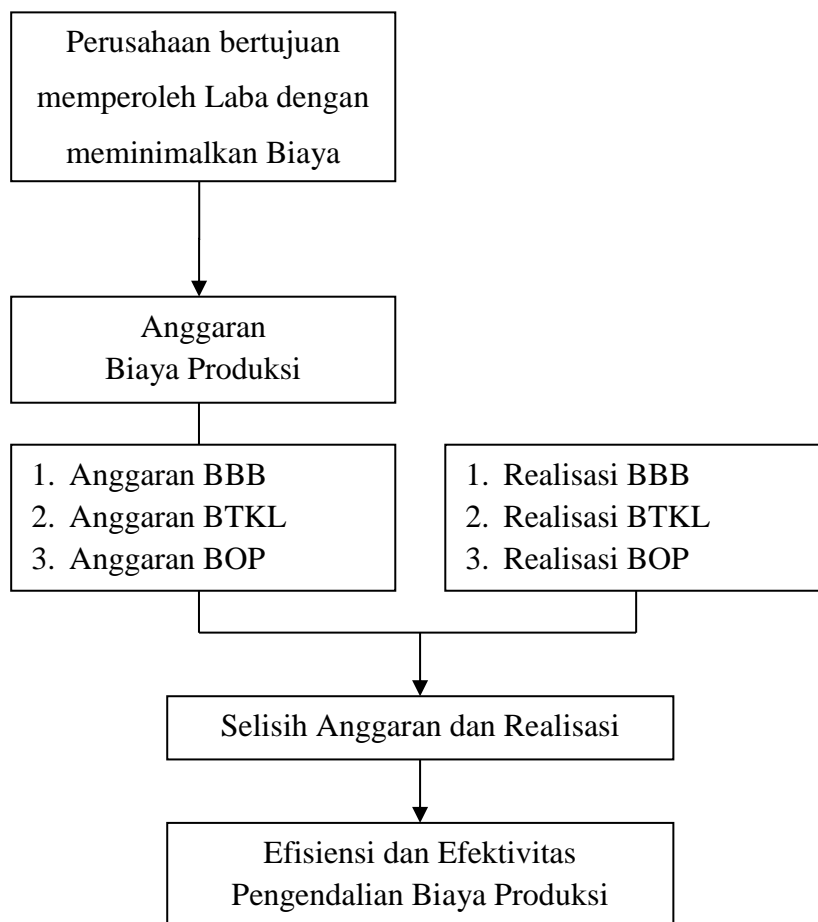 Perusahaan bertujuan
memperoleh Laba dengan
meminimalkan Biaya
Anggaran
Biaya Produksi
1. Anggaran BBB
2. Anggaran BTKL
3. Anggaran BOP
1. Realisasi BBB
2. Realisasi BTKL
3. Realisasi BOP
Selisih Anggaran dan Realisasi
Efisiensi dan Efektivitas
Pengendalian Biaya Produksi